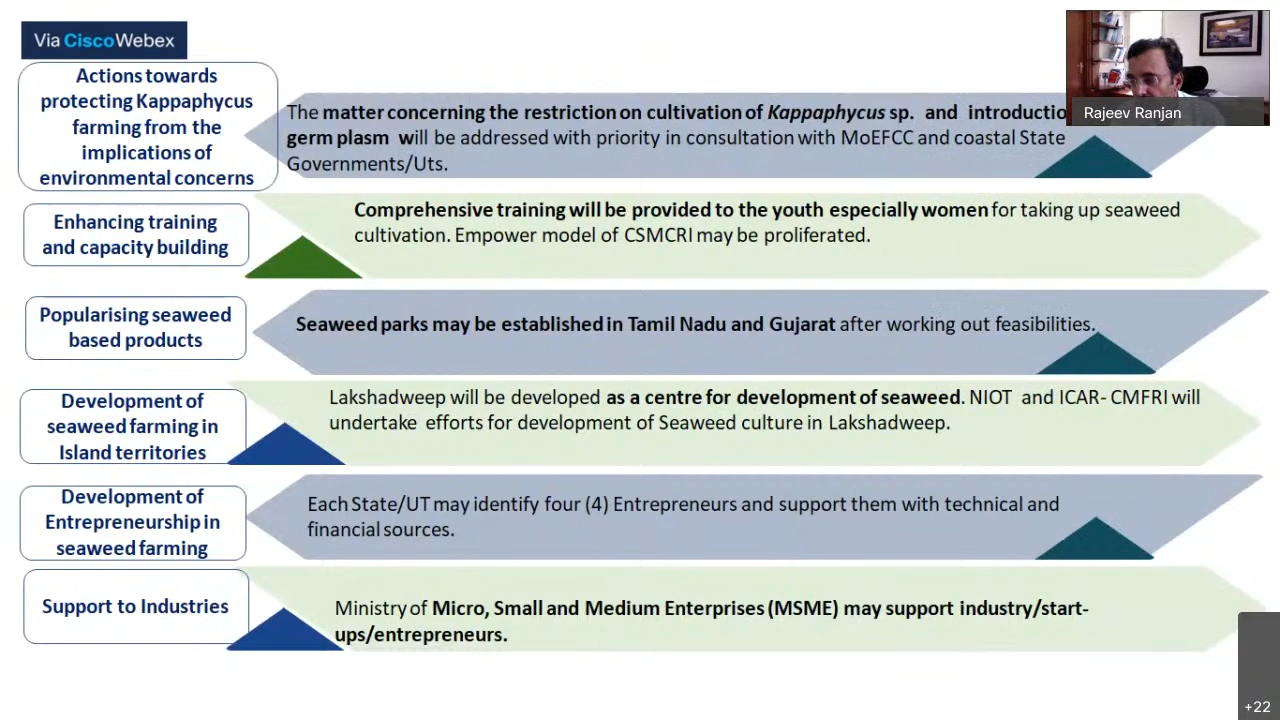 Via CiscoWebex
Rajeev Ranjan
Actions towards
protecting Kappaphycus
farming from the
implications of
environmental concerns
The matter concerning the restriction on cultivation of Kappaphycus sp. and introductio
germ plasm will be addressed with priority in consultation with MoEFCC and coastal State
Governments/Uts.
Enhancing training
and capacity building
Comprehensive training will be provided to the youth especially women for taking up seaweed
cultivation. Empower model of CSMCRI may be proliferated.
Popularising seaweed
based products
Seaweed parks may be established in Tamil Nadu and Gujarat after working out feasibilities.
Development of
seaweed farming in
Island territories
Lakshadweep will be developed as a centre for development of seaweed. NIOT and ICAR- CMFRI will
undertake efforts for development of Seaweed culture in Lakshadweep.
Development of
Entrepreneurship in
seaweed farming
Each State/UT may identify four (4) Entrepreneurs and support them with technical and
financial sources.
Support to Industries
Ministry of Micro, Small and Medium Enterprises (MSME) may support industry/start-
ups/entrepreneurs.
+22